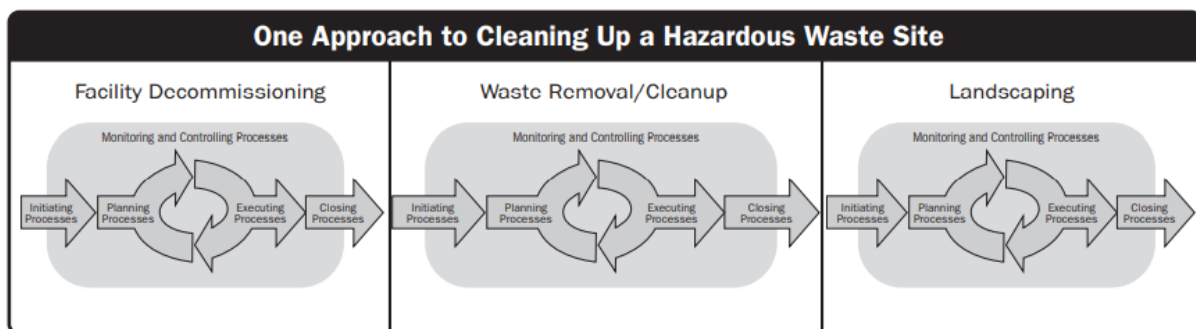 One Approach to Cleaning Up a Hazardous Waste Site
Facility Decommissioning
Monitoring and Controlling Processes
Initiating
Processes
Planning
Processes
Executing
Processes
Closing
Processes
Waste Removal/Cleanup
Monitoring and Controlling Processes
Initiating
Processes
Planning
Processes
Executing
Processes
Closing
Processes
Landscaping
Monitoring and Controlling Processes
Initiating
Processes
Planning
Processes
Executing
Processes
Closing
Processes